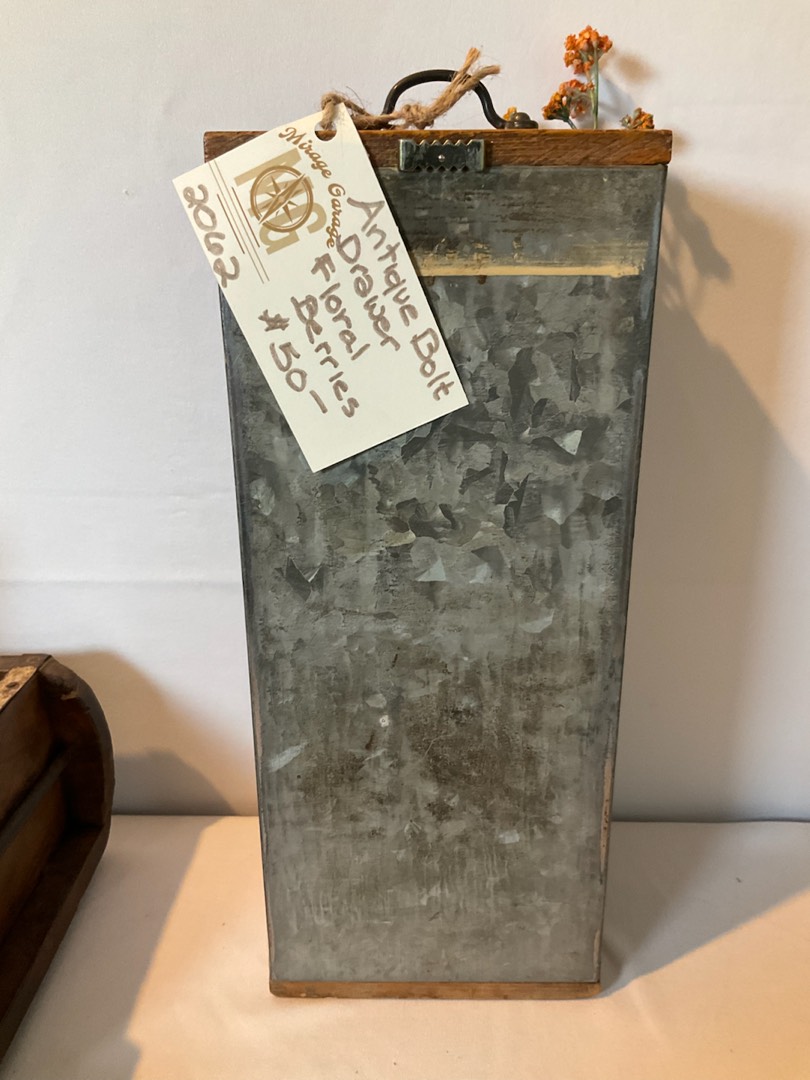 Mirage Garage
MG
2062
Antique Bolt
Drawer
Floral
Berries
$50-